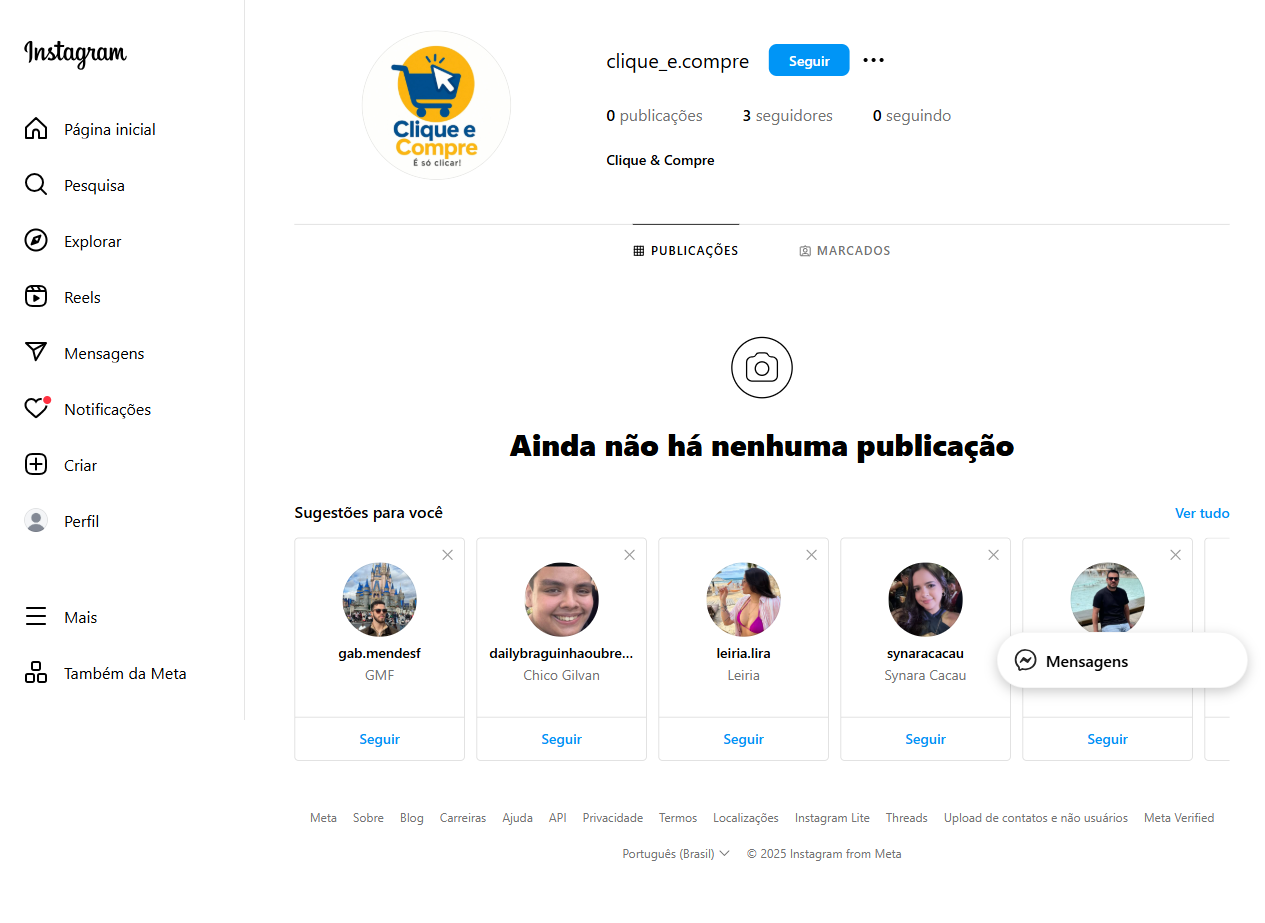 Instagram
Página inicial
Pesquisa
Explorar
Reels
Mensagens
Notificações
Criar
Perfil
Mais
Também da Meta
Clique e
Compre
É só clicar!
clique_e.compre Seguir
0 publicações 3 seguidores 0 seguindo
Clique & Compre
PUBLICAÇÕES MARCADOS
Ainda não há nenhuma publicação
Sugestões para você Ver tudo
gab.mendesf dailybraguinhaoubre... leiria.lira synaracacau
GMF Chico Gilvan Leiria Synara Cacau
Mensagens
Seguir Seguir Seguir Seguir Seguir
Meta Sobre Blog Carreiras Ajuda API Privacidade Termos Localizações Instagram Lite Threads Upload de contatos e não usuários Meta Verified
Português (Brasil) © 2025 Instagram from Meta